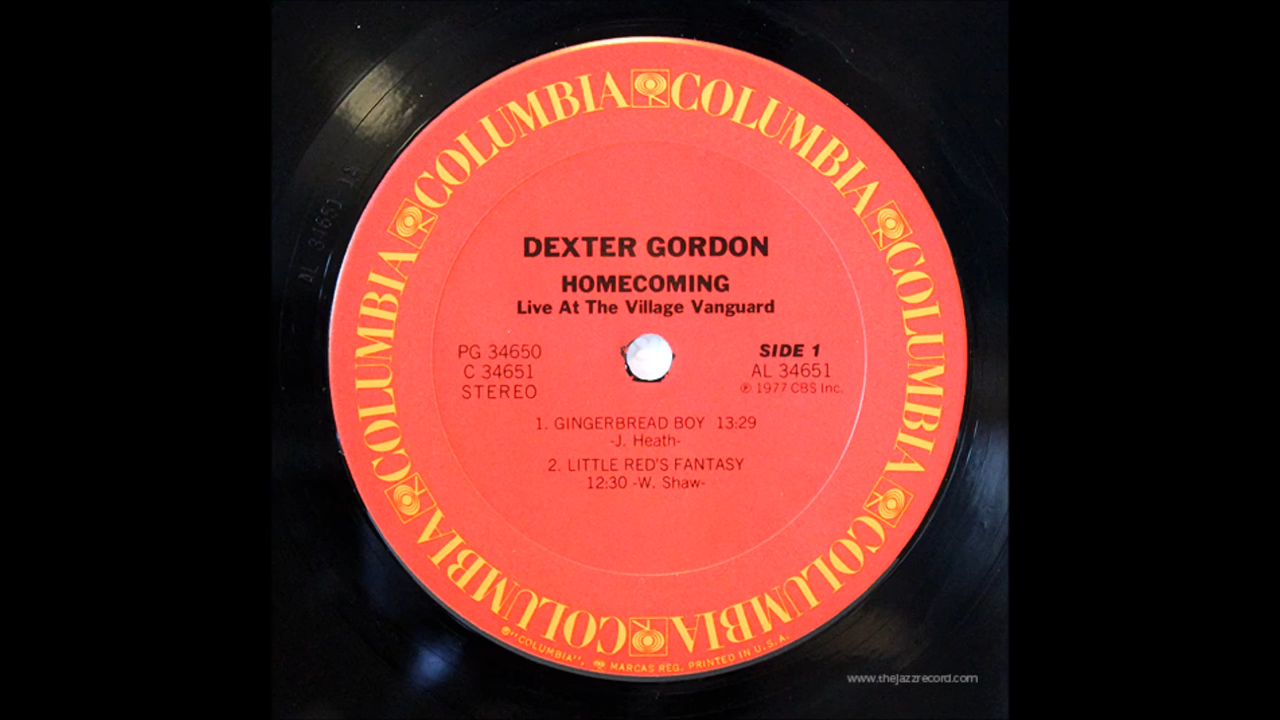 COLUMBIA COLUMBIA COLUMBIA COLUMBIA COLUMBIA COLUMBIA
DEXTER GORDON
HOMECOMING
Live At The Village Vanguard
PG 34650
C 34651
STEREO
SIDE 1
AL 34651
℗ 1977 CBS Inc.
1. GINGERBREAD BOY 13:29
-J. Heath-
2. LITTLE RED'S FANTASY
12:30 -W. Shaw-
®"COLUMBIA", MARCAS REG. PRINTED IN U.S.A.
AL 34651
www.thejazzrecord.com